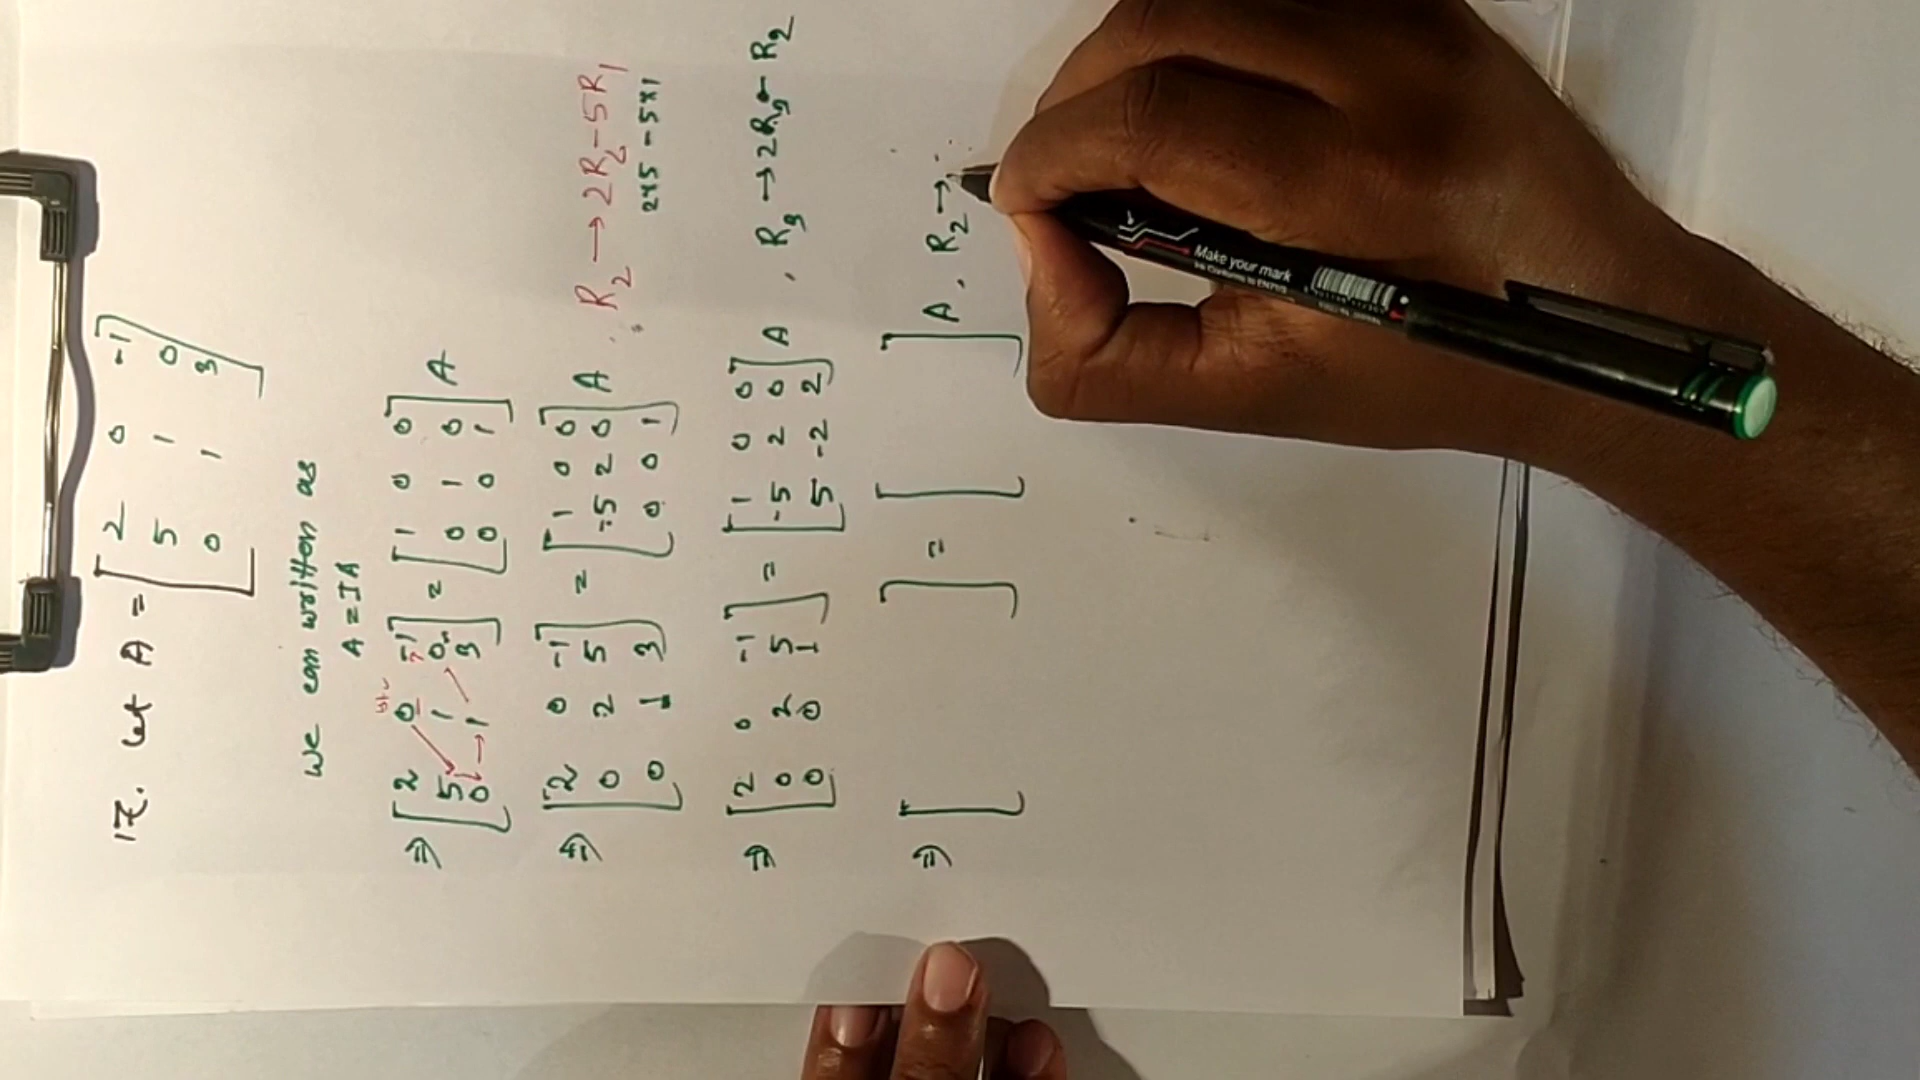 17. Let A = [ 2 0 -1
5 1 0
0 1 3 ]
We can written as
A = IA
⇒ [ 2 0 -1 ] = [ 1 0 0 ] A
5 1 0 0 1 0
0 1 3 0 0 1
⇒ [ 2 0 -1 ] = [ 1 0 0 ] A, R2 → 2R2-5R1
0 2 5 -5 2 0 2×5 - 5×1
0 1 3 0 0 1
⇒ [ 2 0 -1 ] = [ 1 0 0 ] A, R3 → 2R3 - R2
0 2 5 -5 2 0
0 0 1 5 -2 2
⇒ [ ] = [ ] A, R2 →
Make your mark